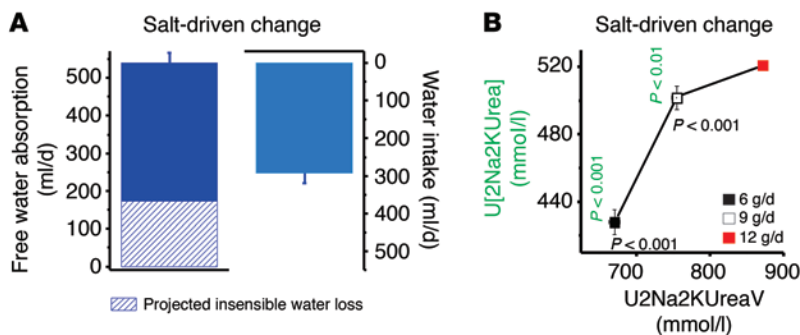 A
Salt-driven change
Free water absorption
(ml/d)
500
400
300
200
100
0
0
100
200
300
400
500
Water intake (ml/d)
Projected insensible water loss
B
Salt-driven change
U[2Na2KUrea]
(mmol/l)
520
480
440
P < 0.01
P < 0.001
P < 0.001
P < 0.001
6 g/d
9 g/d
12 g/d
700
800
900
U2Na2KUreaV
(mmol/l)